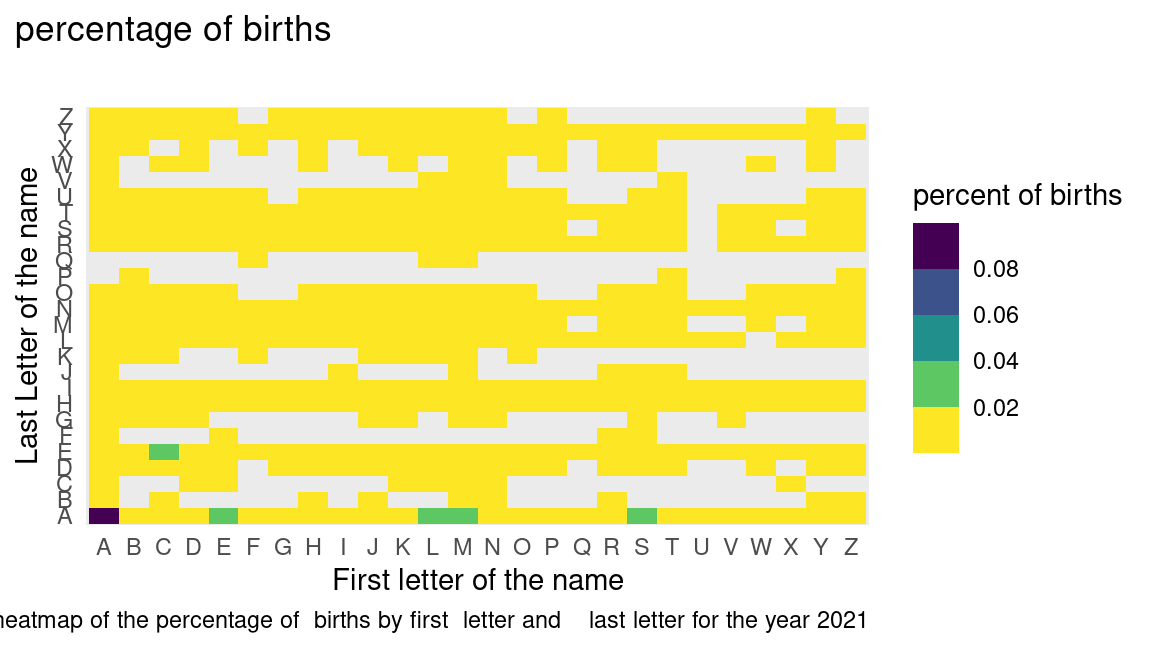 percentage of births
Z
Y
X
W
V
U
T
S
R
Q
P
O
N
M
L
K
J
I
H
G
F
E
D
C
B
A
Last Letter of the name
A B C D E F G H I J K L M N O P Q R S T U V W X Y Z
First letter of the name
percent of births
0.08
0.06
0.04
0.02
heatmap of the percentage of births by first letter and last letter for the year 2021